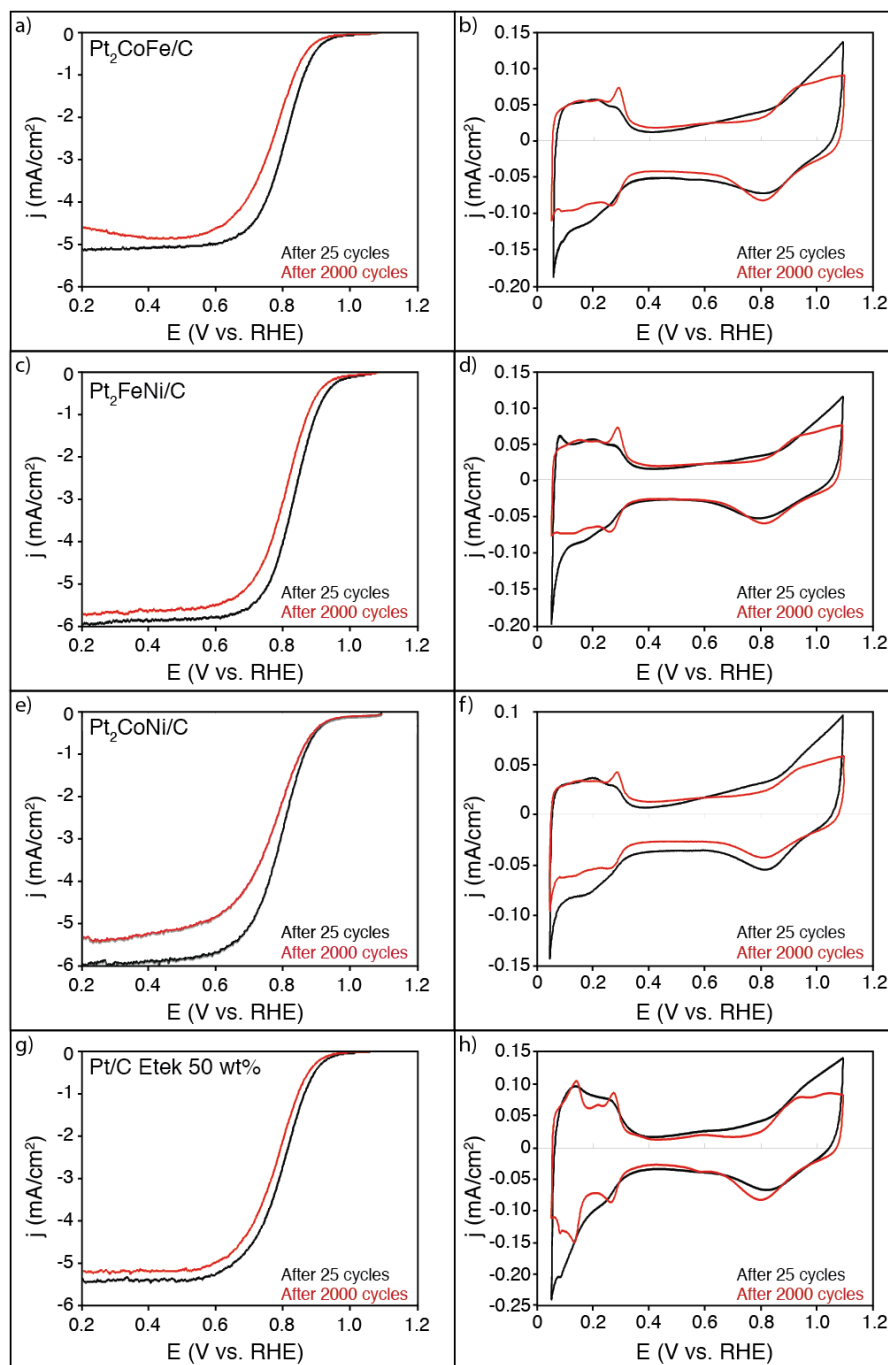 a)
Pt₂CoFe/C
0
-1
-2
-3
-4
-5
-6
j (mA/cm²)
After 25 cycles
After 2000 cycles
0.2 0.4 0.6 0.8 1.0 1.2
E (V vs. RHE)
b)
0.15
0.10
0.05
0
-0.05
-0.10
-0.15
-0.20
j (mA/cm²)
After 25 cycles
After 2000 cycles
0 0.2 0.4 0.6 0.8 1.0 1.2
E (V vs. RHE)
c)
Pt₂FeNi/C
0
-1
-2
-3
-4
-5
-6
j (mA/cm²)
After 25 cycles
After 2000 cycles
0.2 0.4 0.6 0.8 1.0 1.2
E (V vs. RHE)
d)
0.15
0.10
0.05
0
-0.05
-0.10
-0.15
-0.20
j (mA/cm²)
After 25 cycles
After 2000 cycles
0 0.2 0.4 0.6 0.8 1.0 1.2
E (V vs. RHE)
e)
Pt₂CoNi/C
0
-1
-2
-3
-4
-5
-6
j (mA/cm²)
After 25 cycles
After 2000 cycles
0.2 0.4 0.6 0.8 1.0 1.2
E (V vs. RHE)
f)
0.1
0.05
0
-0.05
-0.10
-0.15
j (mA/cm²)
After 25 cycles
After 2000 cycles
0 0.2 0.4 0.6 0.8 1.0 1.2
E (V vs. RHE)
g)
Pt/C Etek 50 wt%
0
-1
-2
-3
-4
-5
-6
j (mA/cm²)
After 25 cycles
After 2000 cycles
0.2 0.4 0.6 0.8 1.0 1.2
E (V vs. RHE)
h)
0.15
0.10
0.05
0
-0.05
-0.10
-0.15
-0.20
-0.25
j (mA/cm²)
After 25 cycles
After 2000 cycles
0 0.2 0.4 0.6 0.8 1.0 1.2
E (V vs. RHE)